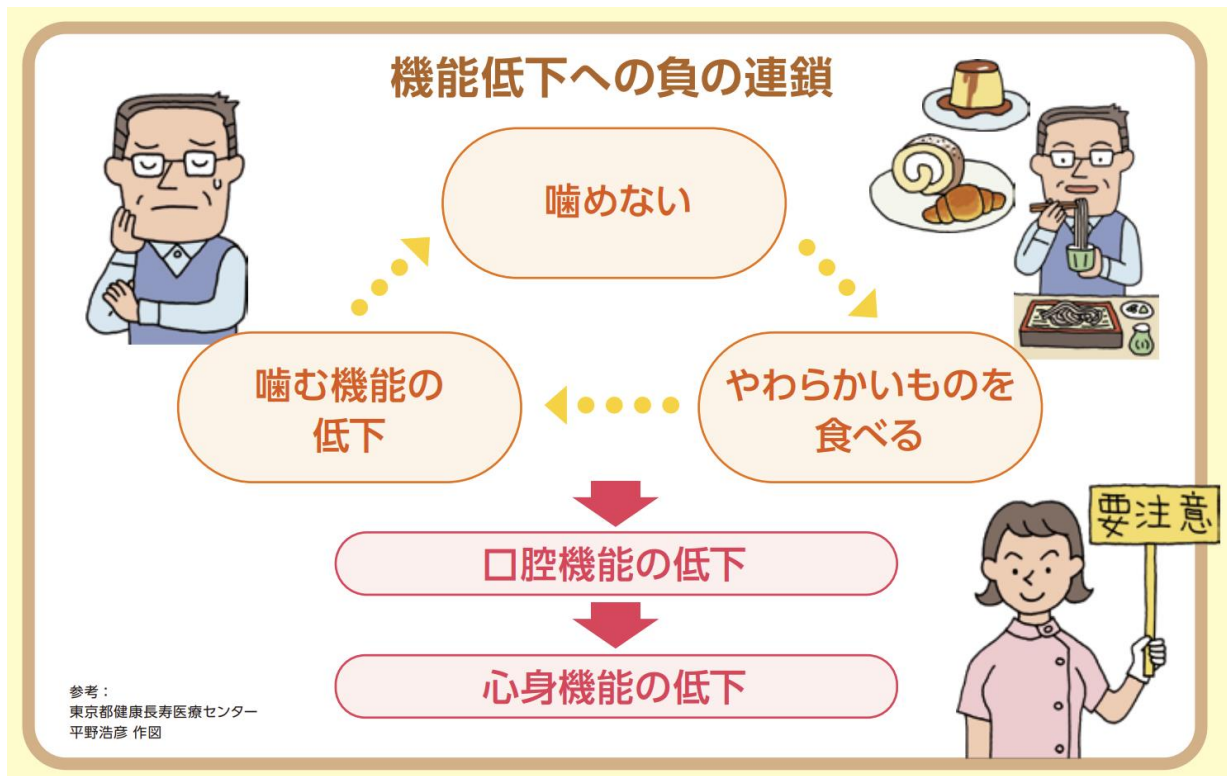 機能低下への負の連鎖
噛めない
やわらかいものを
食べる
噛む機能の
低下
口腔機能の低下
心身機能の低下
要注意
参考：
東京都健康長寿医療センター
平野浩彦 作図